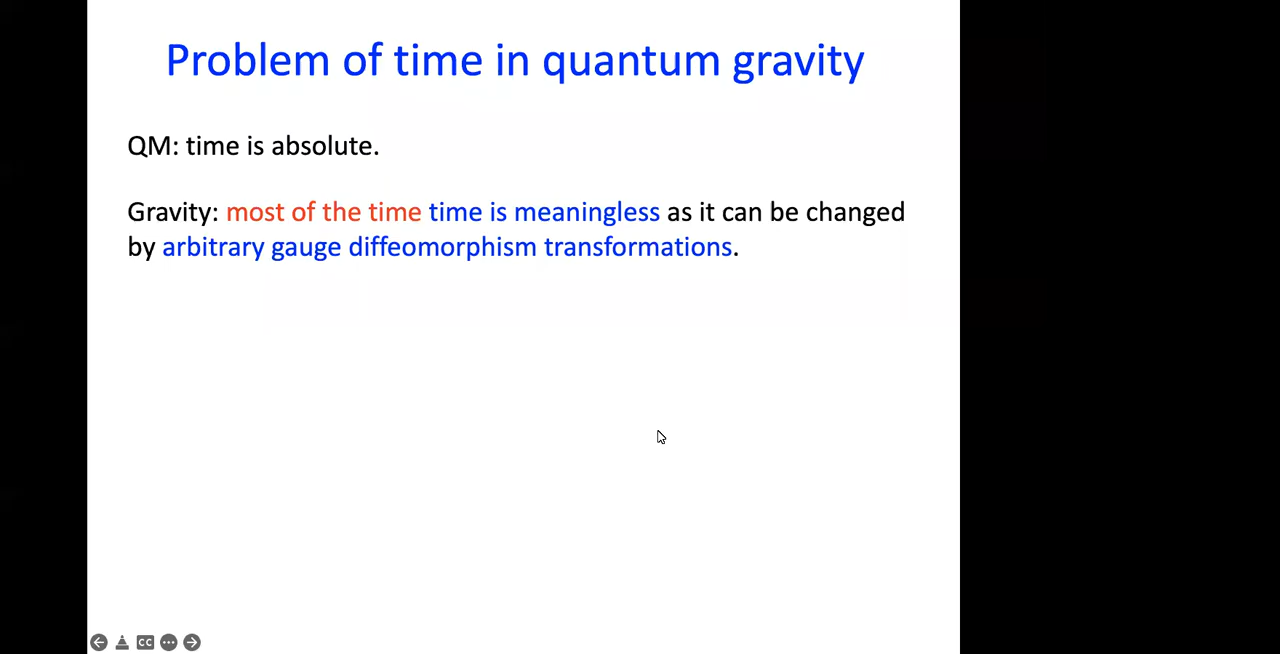 Problem of time in quantum gravity
QM: time is absolute.
Gravity: most of the time time is meaningless as it can be changed
by arbitrary gauge diffeomorphism transformations.
CC